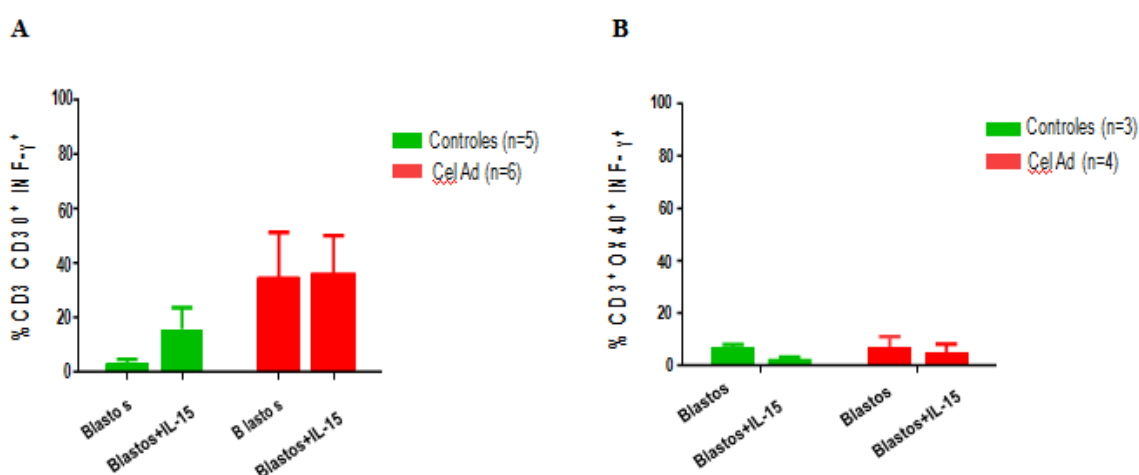 A
% CD3 CD30⁺ INF-γ⁺
100
80
60
40
20
0
Blasto s
Blastos+IL-15
B lasto s
Blastos+IL-15
Controles (n=5)
Cel Ad (n=6)
B
% CD3⁺OX40⁺ INF-γ⁺
100
80
60
40
20
0
Blastos
Blastos+IL-15
Blastos
Blastos+IL-15
Controles (n=3)
Cel Ad (n=4)